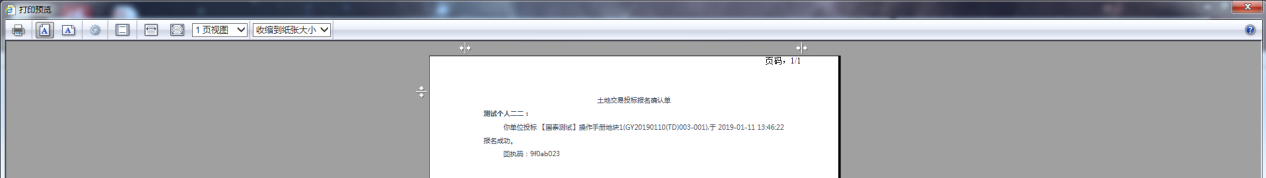 打印预览
1 页视图 收缩到纸张大小
页码：1/1
土地交易投标报名确认单
测试个人二二：
你单位投标 【国泰测试】操作手册地块1(GY20190110(TD)003-001),于 2019-01-11 13:46:22
报名成功。
回执码：9f0ab023